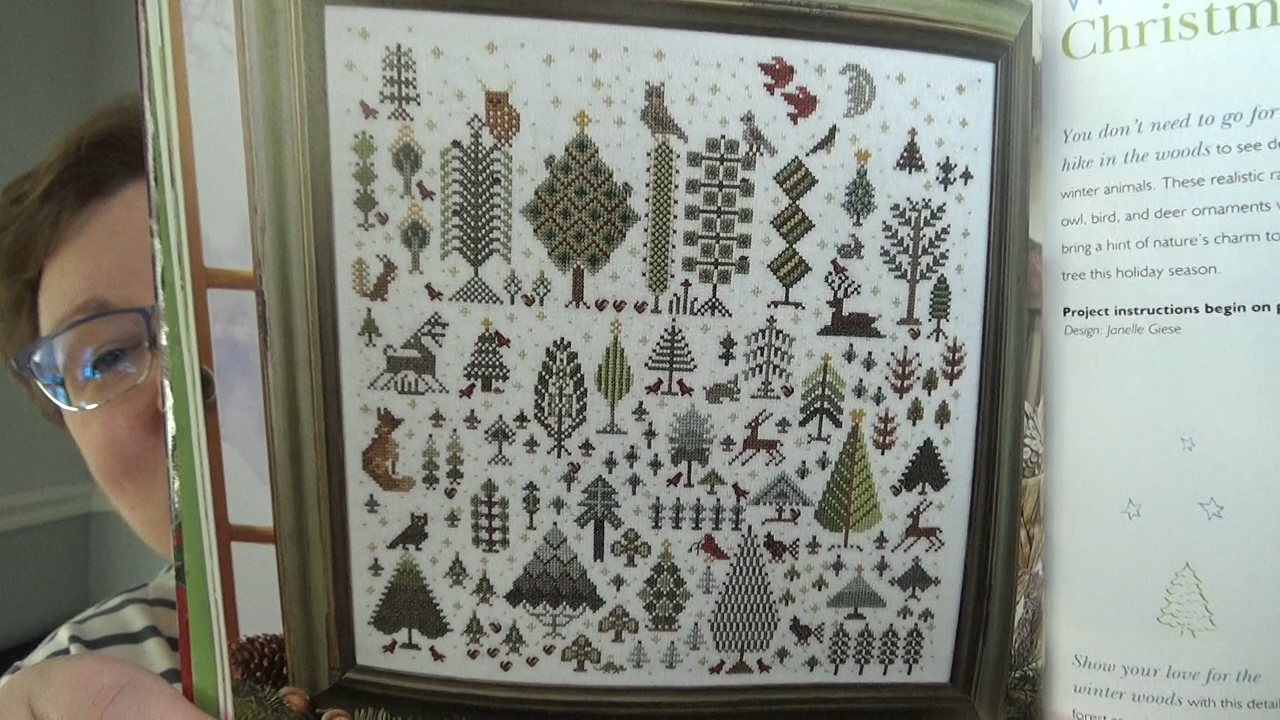 Christm
You don't need to go for
hike in the woods to see d
winter animals. These realistic ra
owl, bird, and deer ornaments
bring a hint of nature's charm to
tree this holiday season.
Project instructions begin on p
Design: Janelle Giese
Show your love for the
winter woods with this detai
forest